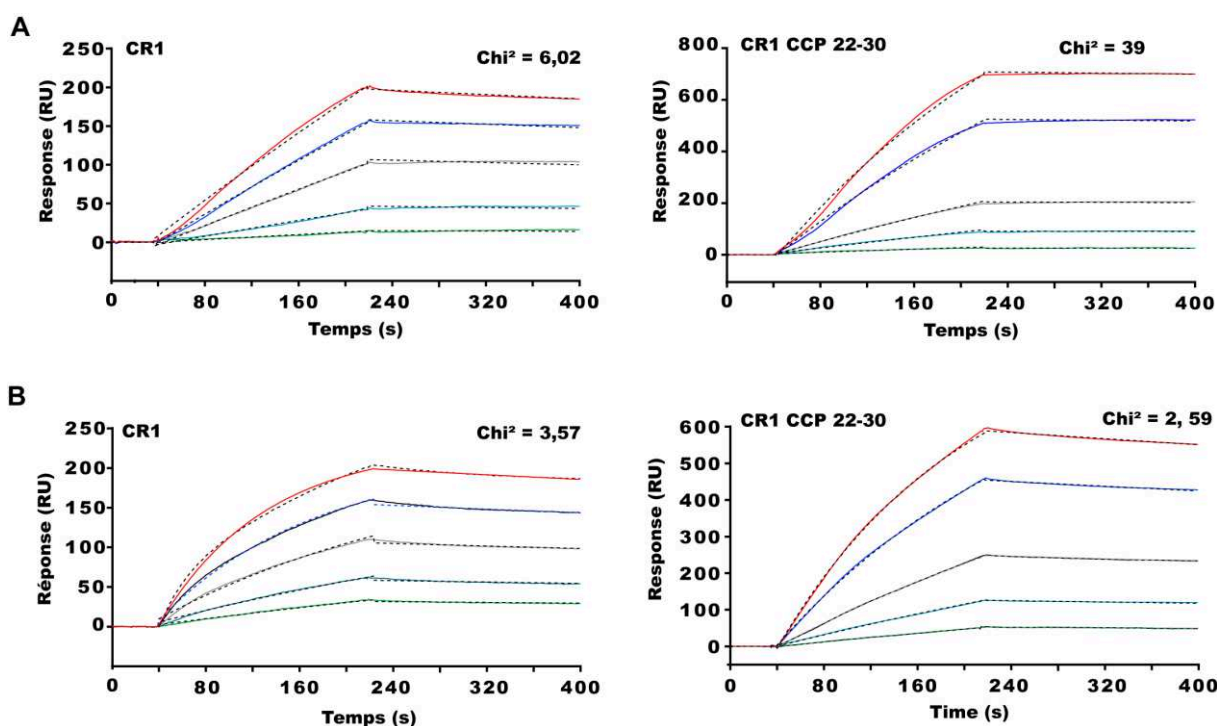 A
CR1
Chi² = 6,02
Response (RU)
250
200
150
100
50
0
0 80 160 240 320 400
Temps (s)
CR1 CCP 22-30
Chi² = 39
Response (RU)
800
600
400
200
0
0 80 160 240 320 400
Temps (s)
B
CR1
Chi² = 3,57
Réponse (RU)
250
200
150
100
50
0
0 80 160 240 320 400
Temps (s)
CR1 CCP 22-30
Chi² = 2, 59
Response (RU)
600
500
400
300
200
100
0
0 80 160 240 320 400
Time (s)